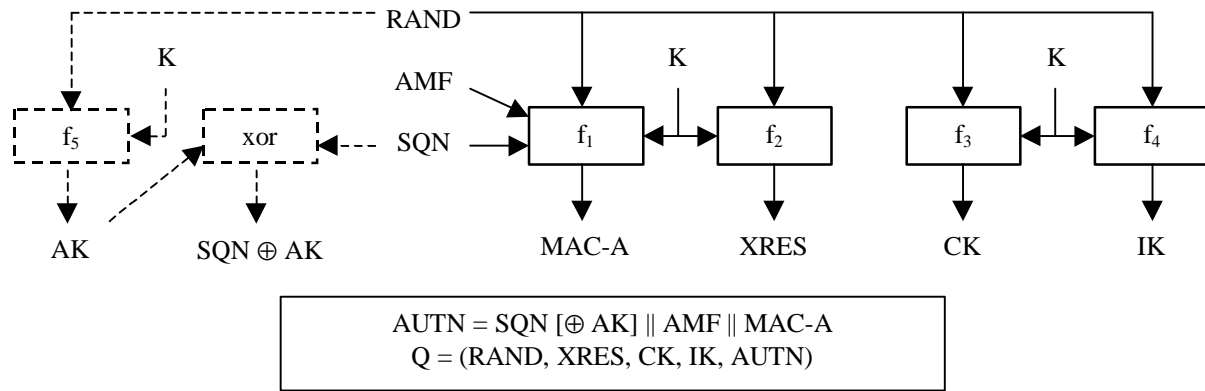 RAND
K
K
K
AMF
SQN
f₅
xor
f₁
f₂
f₃
f₄
AK
SQN ⊕ AK
MAC-A
XRES
CK
IK
AUTN = SQN [⊕ AK] || AMF || MAC-A
Q = (RAND, XRES, CK, IK, AUTN)